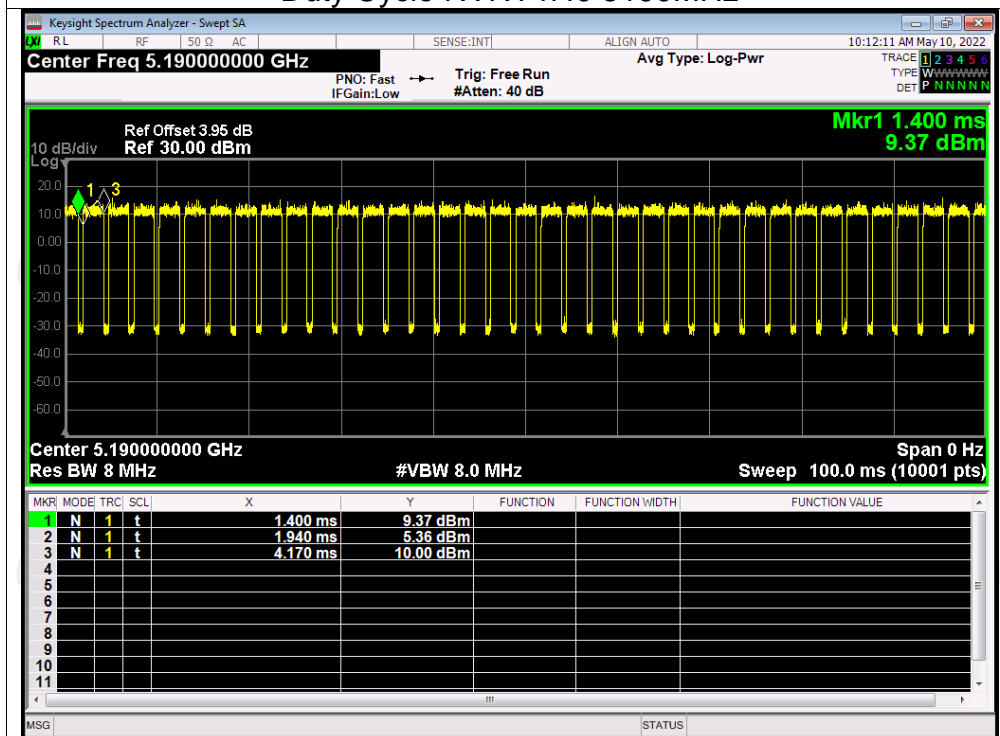 Keysight Spectrum Analyzer - Swept SA
LXI RL RF 50 Ω AC SENSE:INT ALIGN AUTO 10:12:11 AM May 10, 2022
Center Freq 5.190000000 GHz Avg Type: Log-Pwr TRACE 1 2 3 4 5 6
PNO: Fast Trig: Free Run TYPE WWWWWW
IFGain:Low #Atten: 40 dB DET P N N N N N
Mkr1 1.400 ms
Ref Offset 3.95 dB
10 dB/div Ref 30.00 dBm 9.37 dBm
Log
1 3
20.0
10.0
0.00
-10.0
-20.0
-30.0
-40.0
-50.0
-60.0
Center 5.190000000 GHz Span 0 Hz
Res BW 8 MHz #VBW 8.0 MHz Sweep 100.0 ms (10001 pts)
MKR MODE TRC SCL X Y FUNCTION FUNCTION WIDTH FUNCTION VALUE
1 N 1 t 1.400 ms 9.37 dBm
2 N 1 t 1.940 ms 5.36 dBm
3 N 1 t 4.170 ms 10.00 dBm
4
5
6
7
8
9
10
11
MSG STATUS